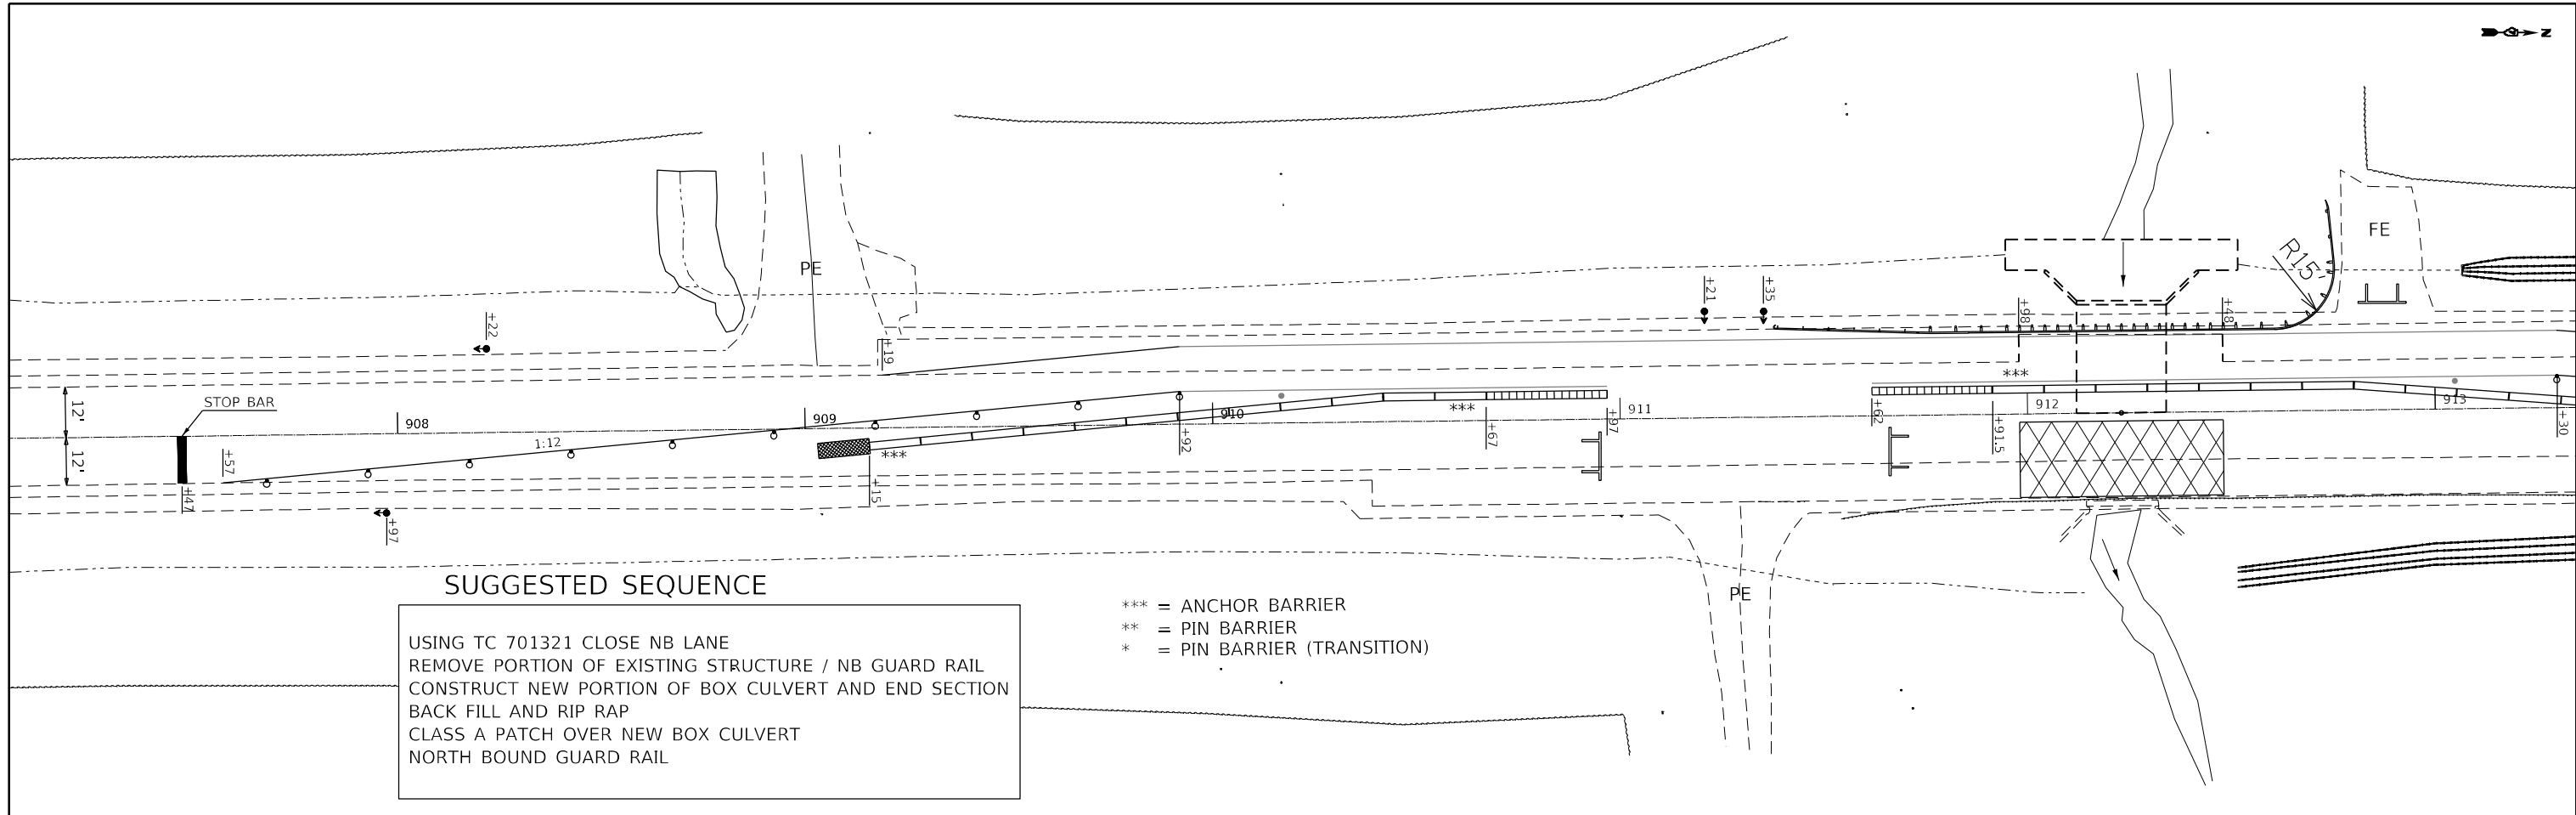 N
PE
FE
R15'
+22
+21
+35
+98
+48
+19
12'
STOP BAR
908
909
910
911
912
913
***
***
***
12'
1:12
+57
+47
+97
+15
+92
+67
+97
+62
+91.5
+30
PE
SUGGESTED SEQUENCE
USING TC 701321 CLOSE NB LANE
REMOVE PORTION OF EXISTING STRUCTURE / NB GUARD RAIL
CONSTRUCT NEW PORTION OF BOX CULVERT AND END SECTION
BACK FILL AND RIP RAP
CLASS A PATCH OVER NEW BOX CULVERT
NORTH BOUND GUARD RAIL
*** = ANCHOR BARRIER
** = PIN BARRIER
* = PIN BARRIER (TRANSITION)